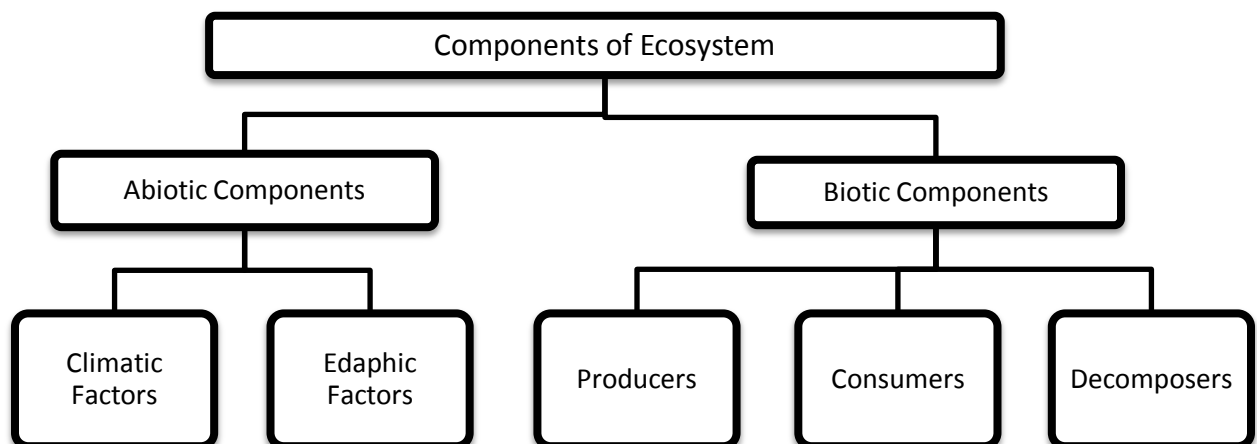 Components of Ecosystem
Abiotic Components
Biotic Components
Climatic
Factors
Edaphic
Factors
Producers
Consumers
Decomposers